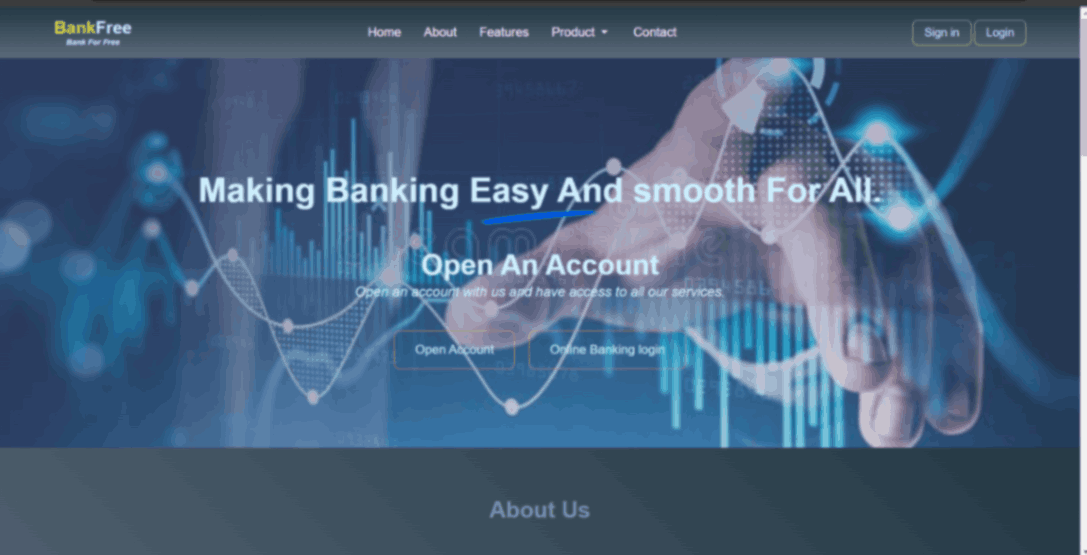 BankFree
Bank For Free
Home About Features Product Contact
Sign in Login
Making Banking Easy And smooth For All.
Open An Account
Open an account with us and have access to all our services.
Open Account Online Banking login
About Us